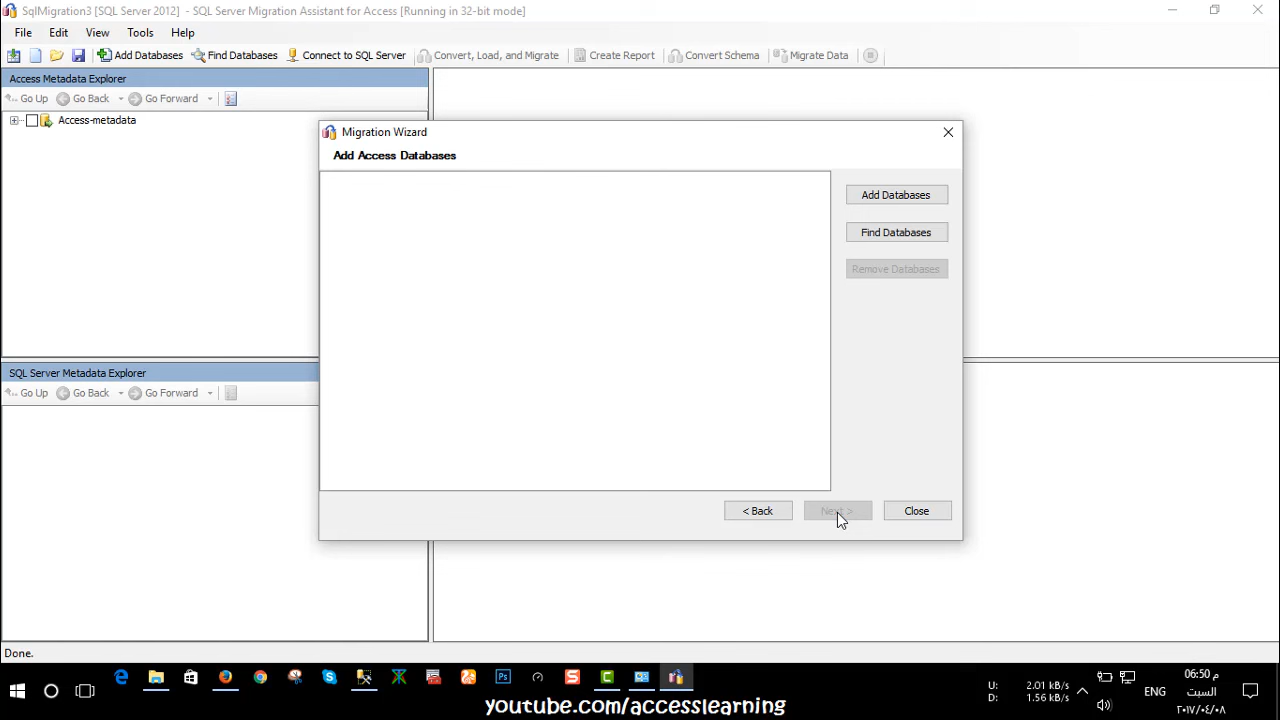 SqlMigration3 [SQL Server 2012]  - SQL Server Migration Assistant for Access [Running in 32-bit mode]
File Edit View Tools Help
Add Databases Find Databases Connect to SQL Server Convert, Load, and Migrate Create Report Convert Schema Migrate Data
Access Metadata Explorer
Go Up Go Back Go Forward
Access-metadata
Migration Wizard
Add Access Databases
Add Databases
Find Databases
Remove Databases
< Back Next > Close
SQL Server Metadata Explorer
Go Up Go Back Go Forward
Done.
U: 2.01 kB/s
D: 1.56 kB/s
ENG
06:50 م
السبت
٢٠١٧/٠٤/٠٨
youtube.com/accesslearning